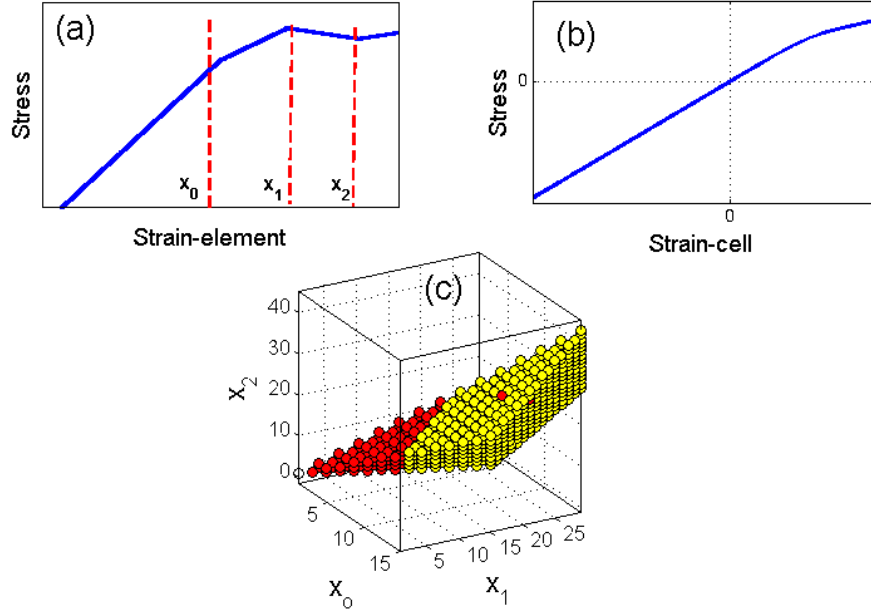 (a)
Stress
x₀
x₁
x₂
Strain-element
(b)
Stress
0
0
Strain-cell
(c)
40
30
20
10
0
x₂
5
10
15
xₒ
5
10
15
20
25
x₁